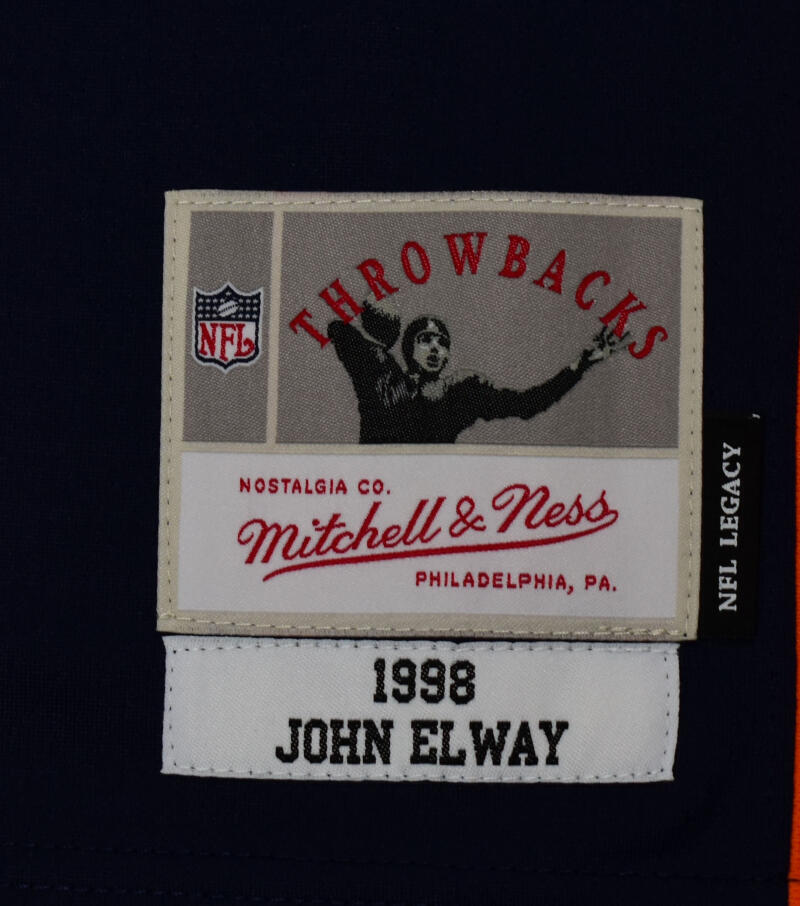 THROWBACKS
NFL
NOSTALGIA CO.
Mitchell & Ness
PHILADELPHIA, PA.
NFL LEGACY
1998
JOHN ELWAY